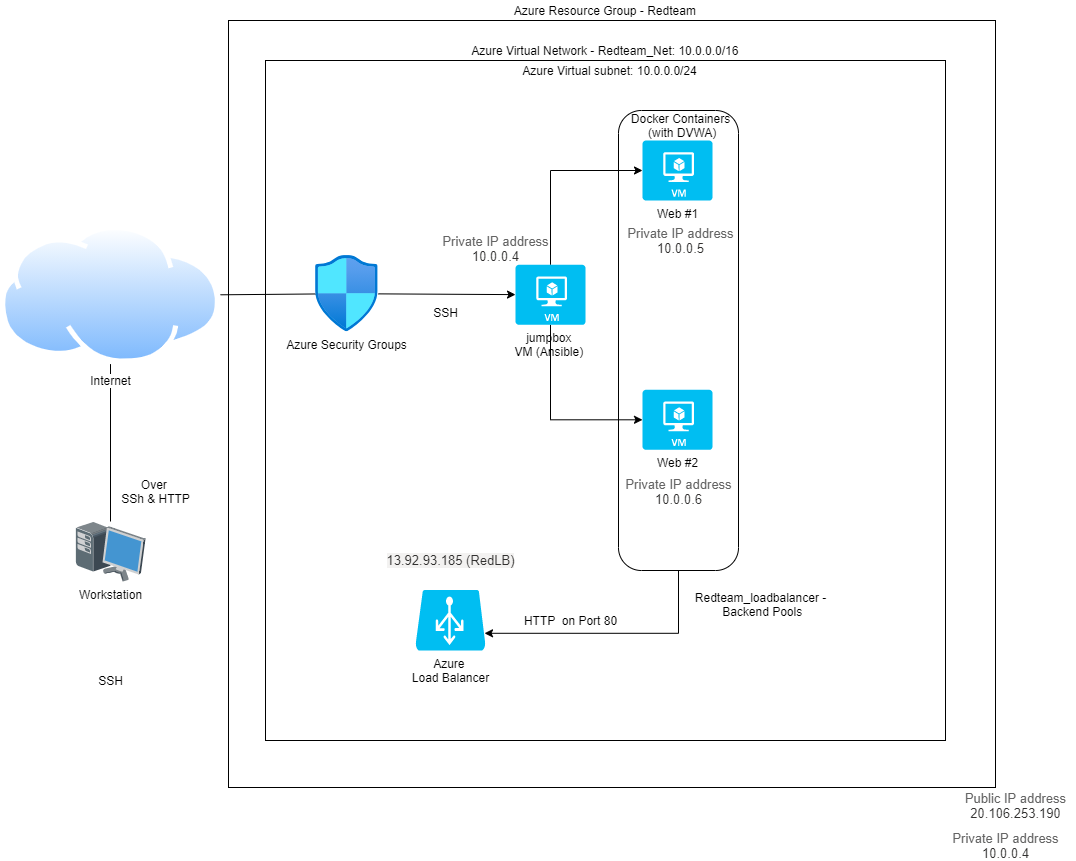 Azure Resource Group - Redteam
Azure Virtual Network - Redteam_Net: 10.0.0.0/16
Azure Virtual subnet: 10.0.0.0/24
Docker Containers
(with DVWA)
VM
Web #1
Private IP address
10.0.0.5
Private IP address
10.0.0.4
VM
jumpbox
VM (Ansible)
SSH
Azure Security Groups
Internet
VM
Web #2
Private IP address
10.0.0.6
Over
SSh & HTTP
Workstation
SSH
13.92.93.185 (RedLB)
Azure
Load Balancer
HTTP on Port 80
Redteam_loadbalancer -
Backend Pools
Public IP address
20.106.253.190
Private IP address
10.0.0.4